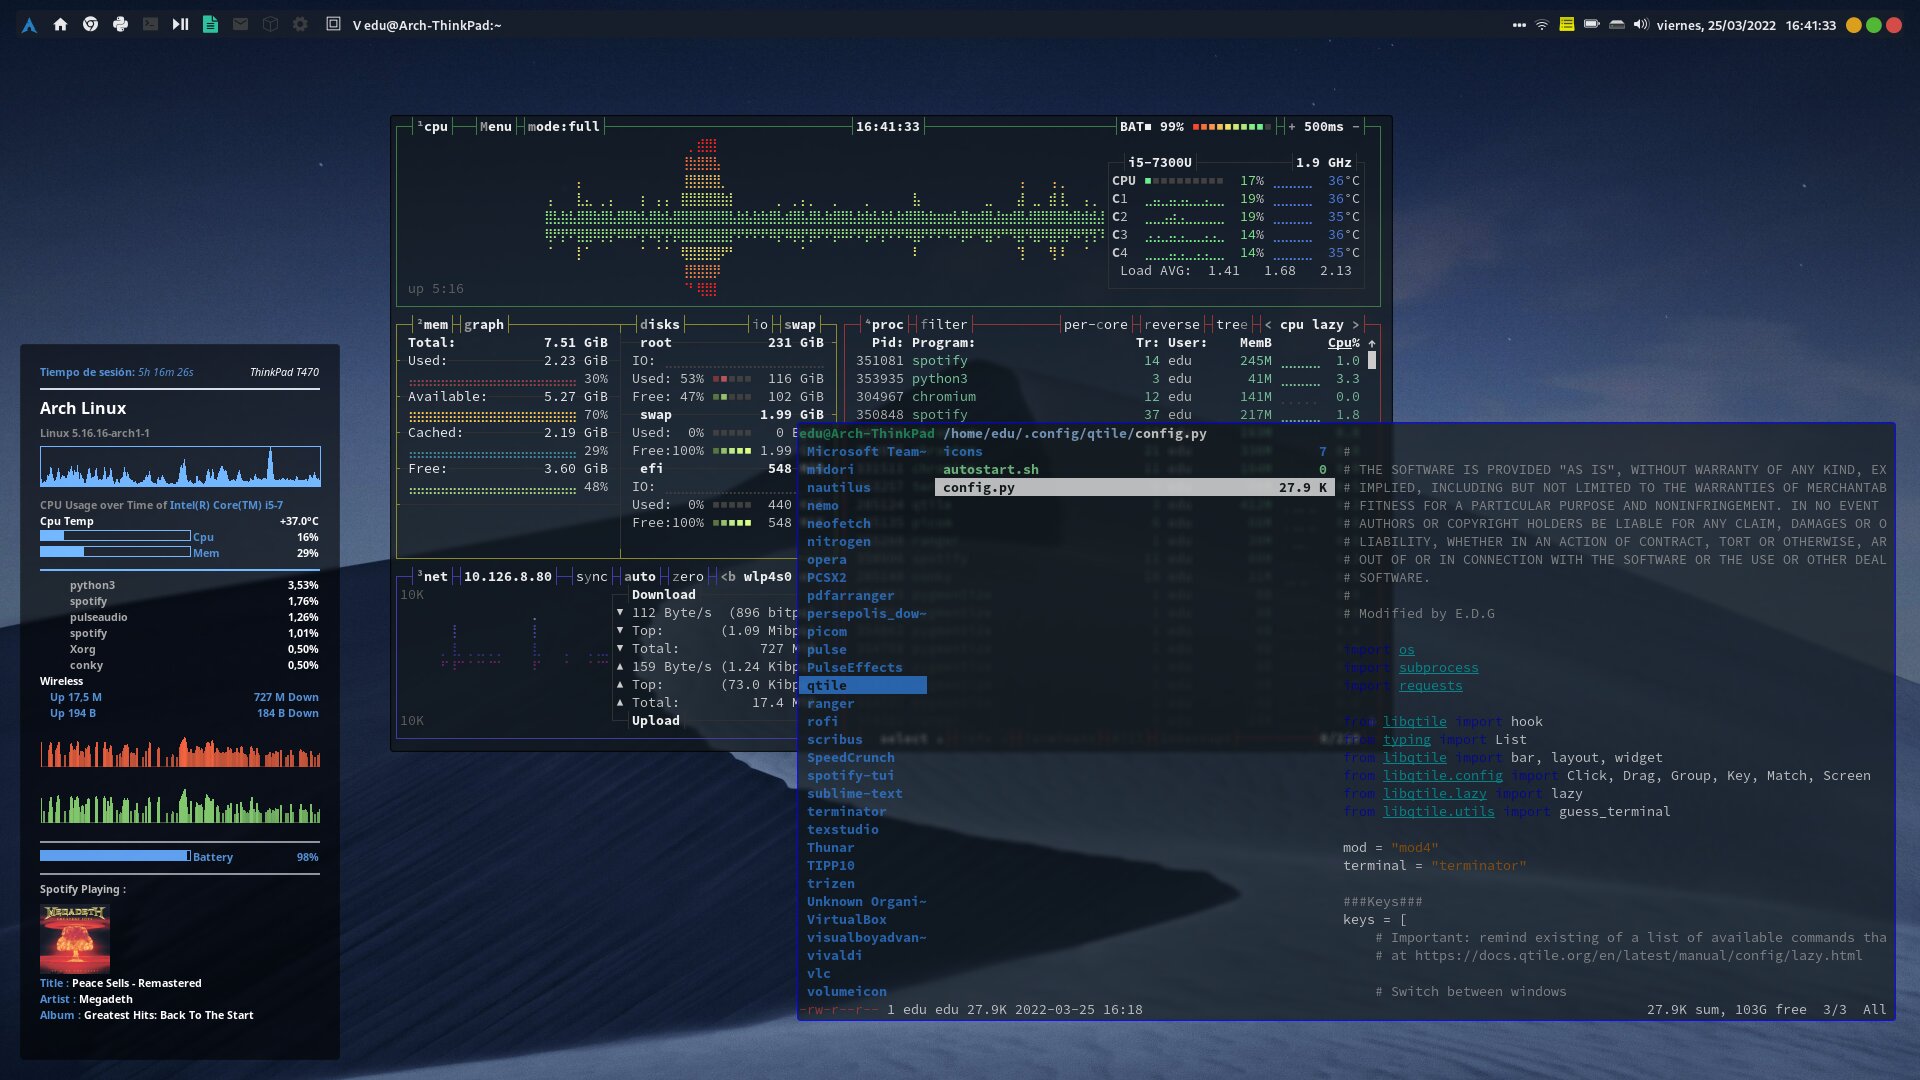 V edu@Arch-ThinkPad:~
viernes, 25/03/2022 16:41:33
¹cpu Menu mode:full 16:41:33 BAT■ 99% + 500ms -
i5-7300U 1.9 GHz
CPU 17% 36°C
C1 19% 36°C
C2 19% 35°C
C3 14% 36°C
C4 14% 35°C
Load AVG: 1.41 1.68 2.13
up 5:16
²mem graph disks io swap
Total: 7.51 GiB root 231 GiB
Used: 2.23 GiB IO:
30% Used: 53% 116 GiB
Available: 5.27 GiB Free: 47% 102 GiB
70% swap 1.99 GiB
Cached: 2.19 GiB Used: 0% 0
29% Free:100% 1.99
Free: 3.60 GiB efi 548
48% IO:
Used: 0% 440
Free:100% 548
⁴proc filter per-core reverse tree < cpu lazy >
Pid: Program: Tr: User: MemB Cpu% ↑
351081 spotify 14 edu 245M 1.0
353935 python3 3 edu 41M 3.3
304967 chromium 12 edu 141M 0.0
350848 spotify 37 edu 217M 1.8
³net 10.126.8.80 sync auto zero <b wlp4s0
10K Download
▼ 112 Byte/s (896 bitp
▼ Top: (1.09 Mibp
▼ Total: 727 M
▲ 159 Byte/s (1.24 Kibp
▲ Top: (73.0 Kibp
▲ Total: 17.4 M
10K Upload
Tiempo de sesión: 5h 16m 26s ThinkPad T470
Arch Linux
Linux 5.16.16-arch1-1
CPU Usage over Time of Intel(R) Core(TM) i5-7
Cpu Temp +37.0°C
Cpu 16%
Mem 29%
python3 3,53%
spotify 1,76%
pulseaudio 1,26%
spotify 1,01%
Xorg 0,50%
conky 0,50%
Wireless
Up 17,5 M 727 M Down
Up 194 B 184 B Down
Battery 98%
Spotify Playing :
MEGADETH
Title : Peace Sells - Remastered
Artist : Megadeth
Album : Greatest Hits: Back To The Start
edu@Arch-ThinkPad /home/edu/.config/qtile/config.py
Microsoft Team~
midori
nautilus
nemo
neofetch
nitrogen
opera
PCSX2
pdfarranger
persepolis_dow~
picom
pulse
PulseEffects
qtile
ranger
rofi
scribus
SpeedCrunch
spotify-tui
sublime-text
terminator
texstudio
Thunar
TIPP10
trizen
Unknown Organi~
VirtualBox
visualboyadvan~
vivaldi
vlc
volumeicon
icons 7
autostart.sh 0
config.py 27.9 K
#
# THE SOFTWARE IS PROVIDED "AS IS", WITHOUT WARRANTY OF ANY KIND, EX
# IMPLIED, INCLUDING BUT NOT LIMITED TO THE WARRANTIES OF MERCHANTAB
# FITNESS FOR A PARTICULAR PURPOSE AND NONINFRINGEMENT. IN NO EVENT
# AUTHORS OR COPYRIGHT HOLDERS BE LIABLE FOR ANY CLAIM, DAMAGES OR O
# LIABILITY, WHETHER IN AN ACTION OF CONTRACT, TORT OR OTHERWISE, AR
# OUT OF OR IN CONNECTION WITH THE SOFTWARE OR THE USE OR OTHER DEAL
# SOFTWARE.
#
# Modified by E.D.G
import os
import subprocess
import requests
from libqtile import hook
from typing import List
from libqtile import bar, layout, widget
from libqtile.config import Click, Drag, Group, Key, Match, Screen
from libqtile.lazy import lazy
from libqtile.utils import guess_terminal
mod = "mod4"
terminal = "terminator"
###Keys###
keys = [
# Important: remind existing of a list of available commands tha
# at https://docs.qtile.org/en/latest/manual/config/lazy.html
# Switch between windows
-rw-r--r-- 1 edu edu 27.9K 2022-03-25 16:18 27.9K sum, 103G free 3/3 All